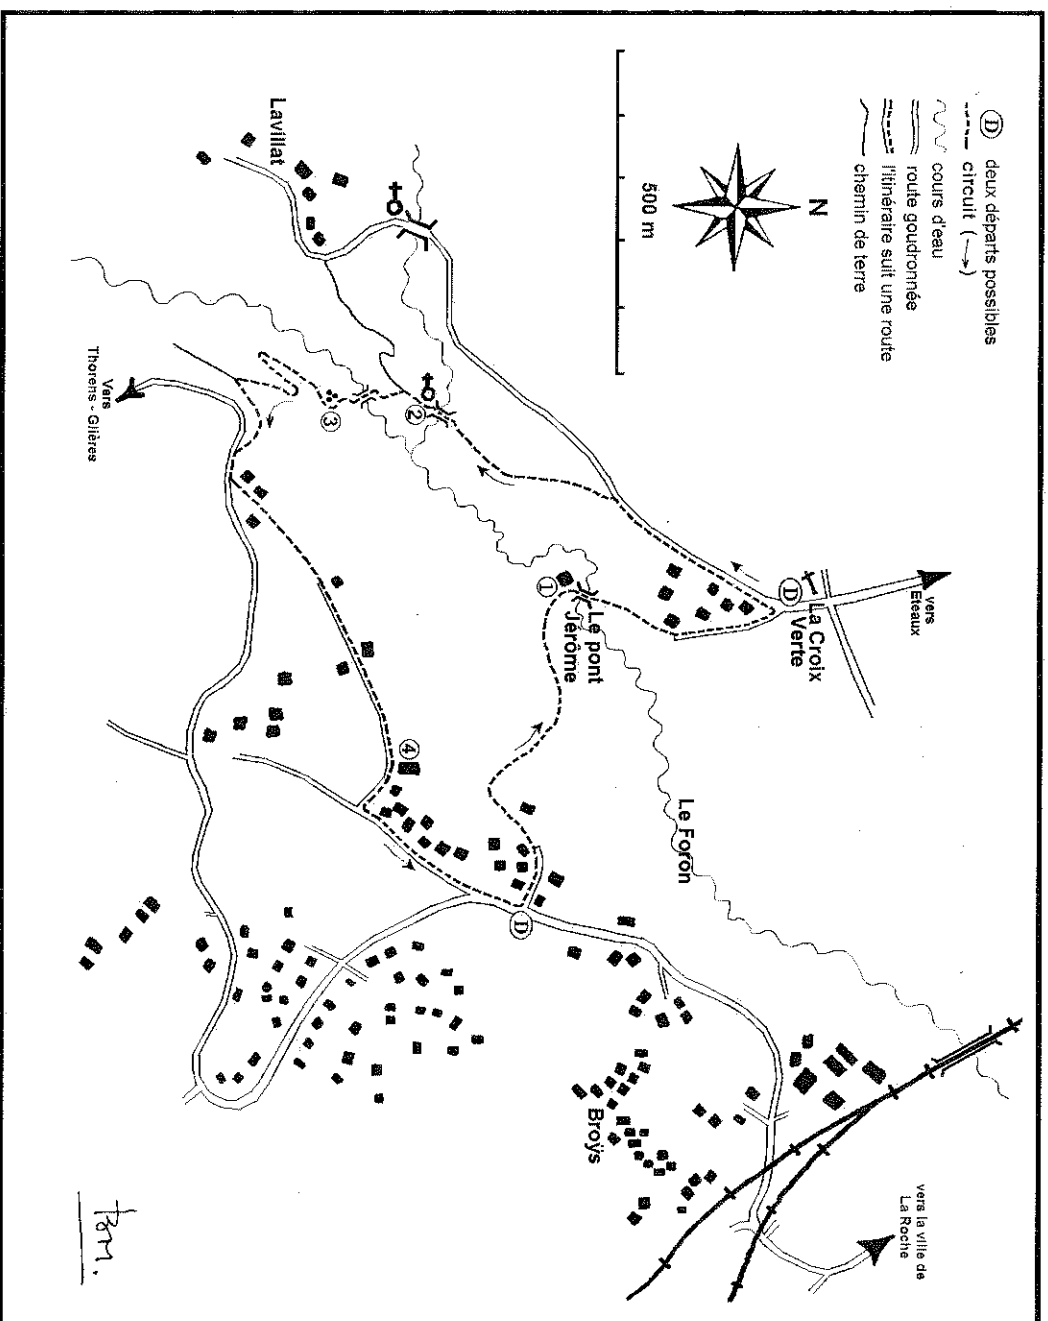 D deux départs possibles
circuit (→)
cours d'eau
route goudronnée
l'itinéraire suit une route
chemin de terre
N
500 m
vers
Eteaux
La Croix
Verte
D
Lavillat
2
3
1
Le pont
Jérôme
Le Foron
Vers
Thorens - Glières
4
D
Broÿs
vers la ville de
La Roche